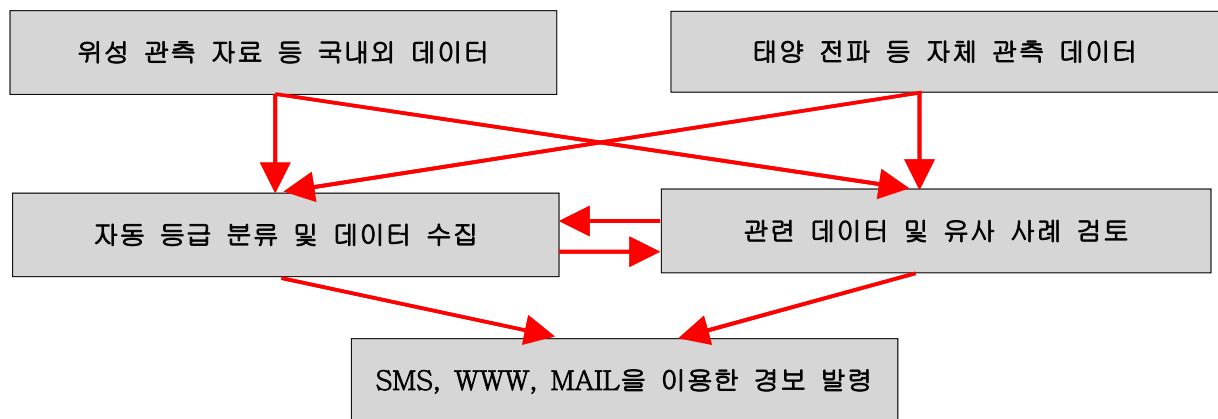 위성 관측 자료 등 국내외 데이터
태양 전파 등 자체 관측 데이터
자동 등급 분류 및 데이터 수집
관련 데이터 및 유사 사례 검토
SMS, WWW, MAIL을 이용한 경보 발령